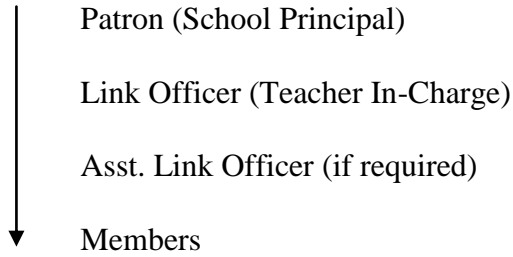 Patron (School Principal)
Link Officer (Teacher In-Charge)
Asst. Link Officer (if required)
Members